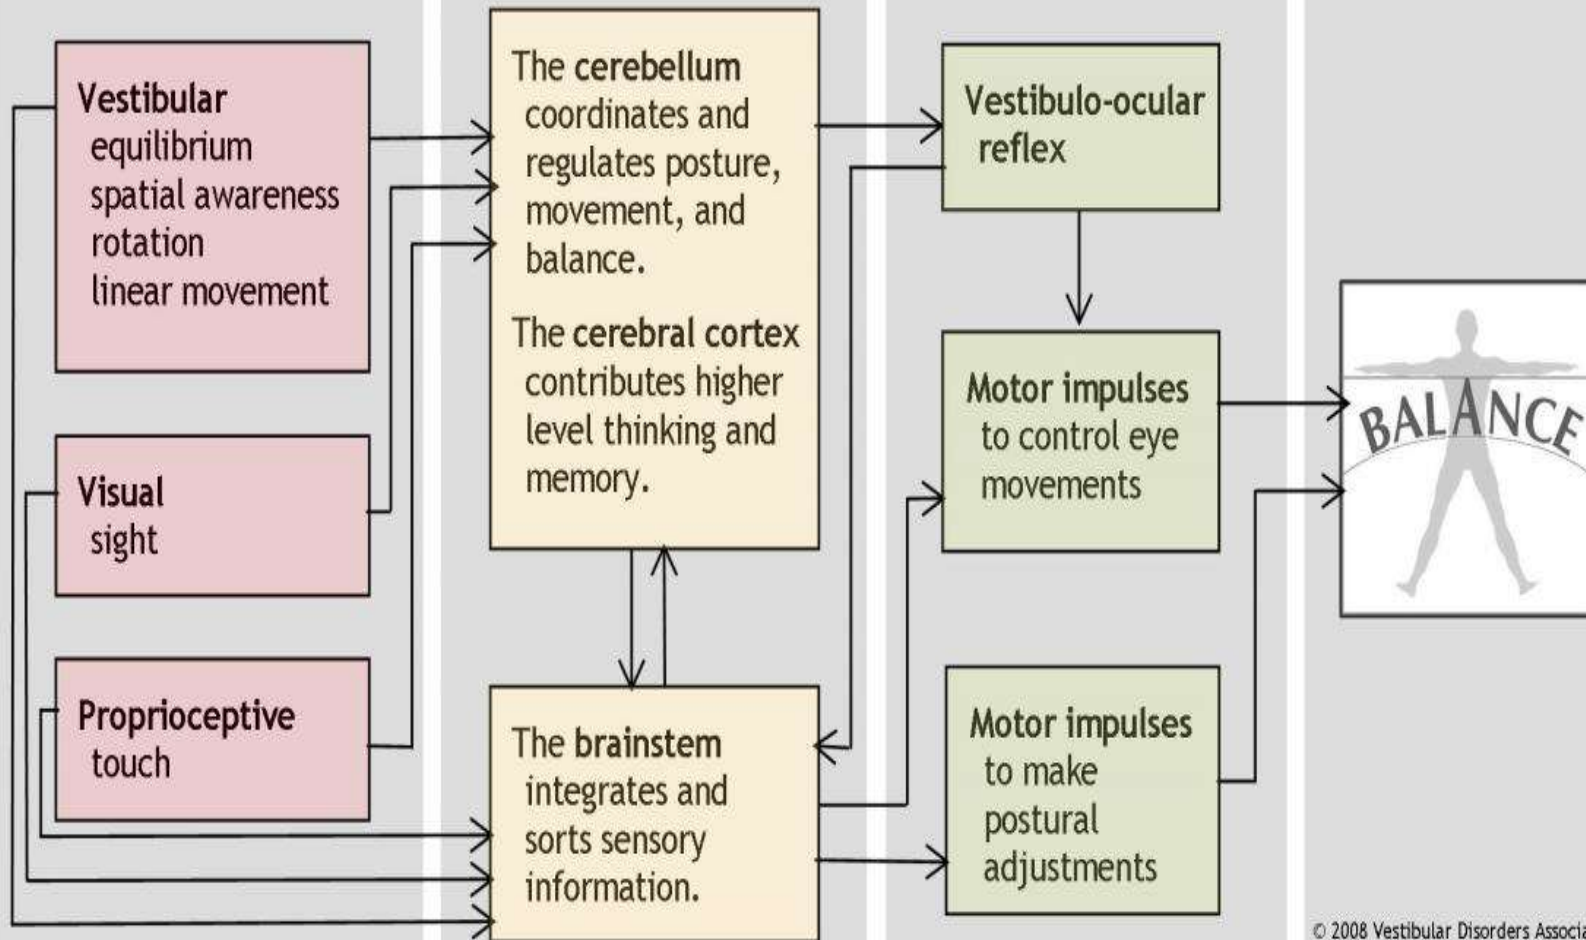 Vestibular
equilibrium
spatial awareness
rotation
linear movement
Visual
sight
Proprioceptive
touch
The cerebellum
coordinates and
regulates posture,
movement, and
balance.
The cerebral cortex
contributes higher
level thinking and
memory.
The brainstem
integrates and
sorts sensory
information.
Vestibulo-ocular
reflex
Motor impulses
to control eye
movements
Motor impulses
to make
postural
adjustments
BALANCE
© 2008 Vestibular Disorders Associa